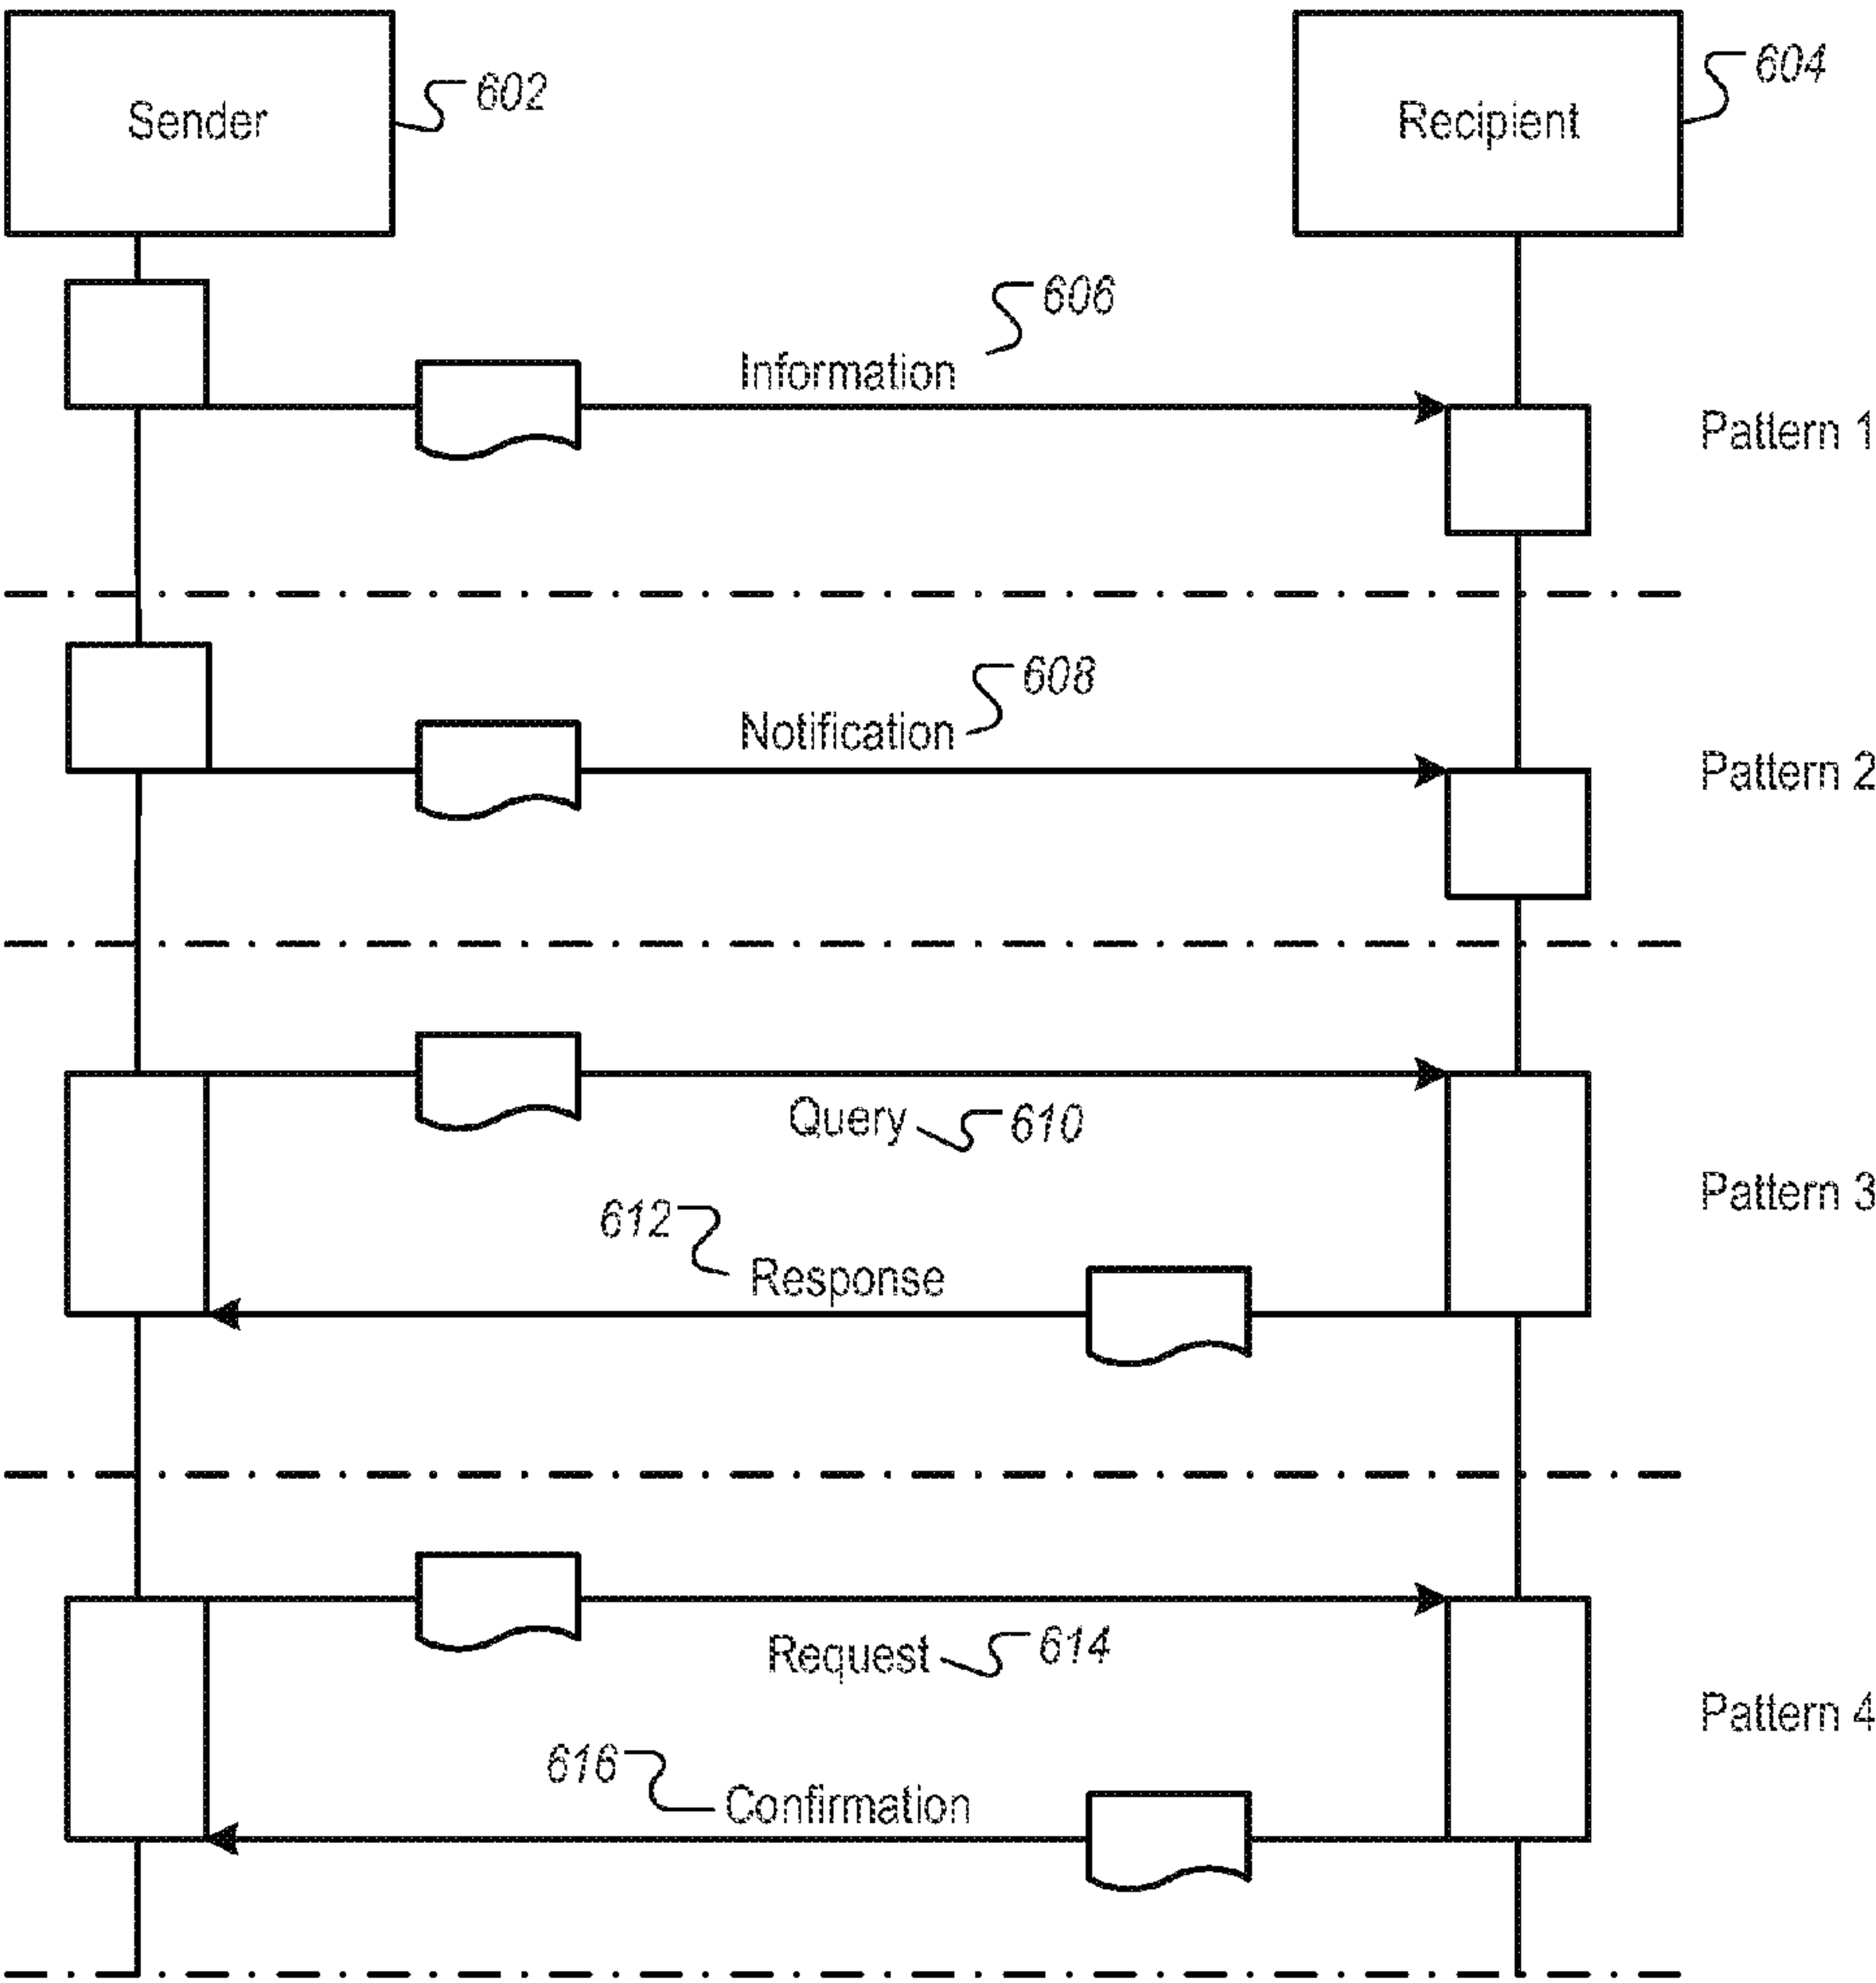 Sender
602
Recipient
604
606
Information
Pattern 1
608
Notification
Pattern 2
Query
610
Pattern 3
612
Response
Request
614
Pattern 4
616
Confirmation